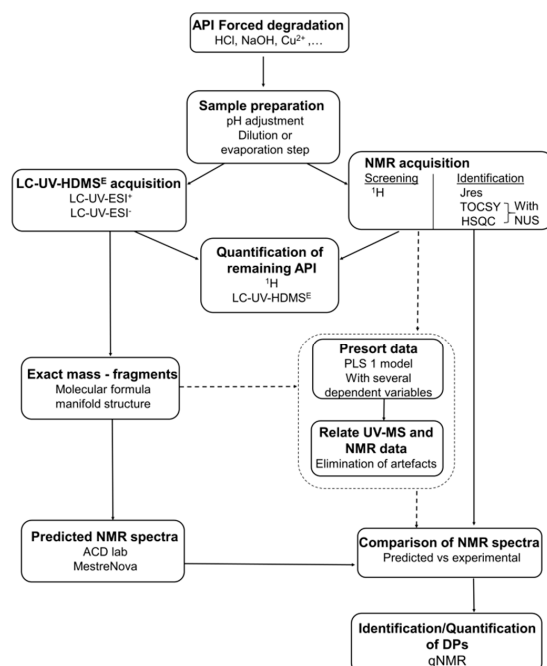 API Forced degradation
HCl, NaOH, Cu²⁺ ,…
Sample preparation
pH adjustment
Dilution or
evaporation step
LC-UV-HDMSᴱ acquisition
LC-UV-ESI⁺
LC-UV-ESI⁻
NMR acquisition
Screening
¹H
Identification
Jres
TOCSY
HSQC
With
NUS
Quantification of
remaining API
¹H
LC-UV-HDMSᴱ
Presort data
PLS 1 model
With several
dependent variables
Exact mass - fragments
Molecular formula
manifold structure
Relate UV-MS and
NMR data
Elimination of artefacts
Predicted NMR spectra
ACD lab
MestreNova
Comparison of NMR spectra
Predicted vs experimental
Identification/Quantification
of DPs
qNMR